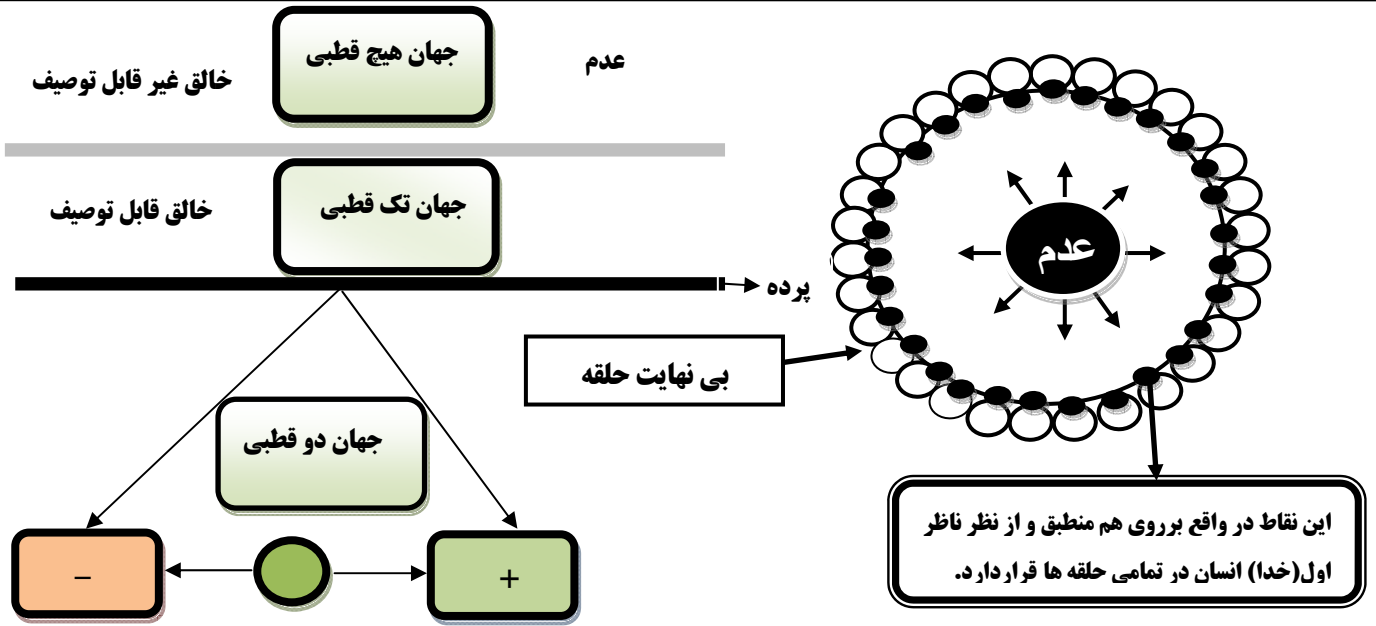 جهان هیچ قطبی
عدم
خالق غیر قابل توصیف
جهان تک قطبی
خالق قابل توصیف
پرده
عدم
بی نهایت حلقه
جهان دو قطبی
+
–
این نقاط در واقع برروی هم منطبق و از نظر ناظر
اول(خدا) انسان در تمامی حلقه ها قراردارد.